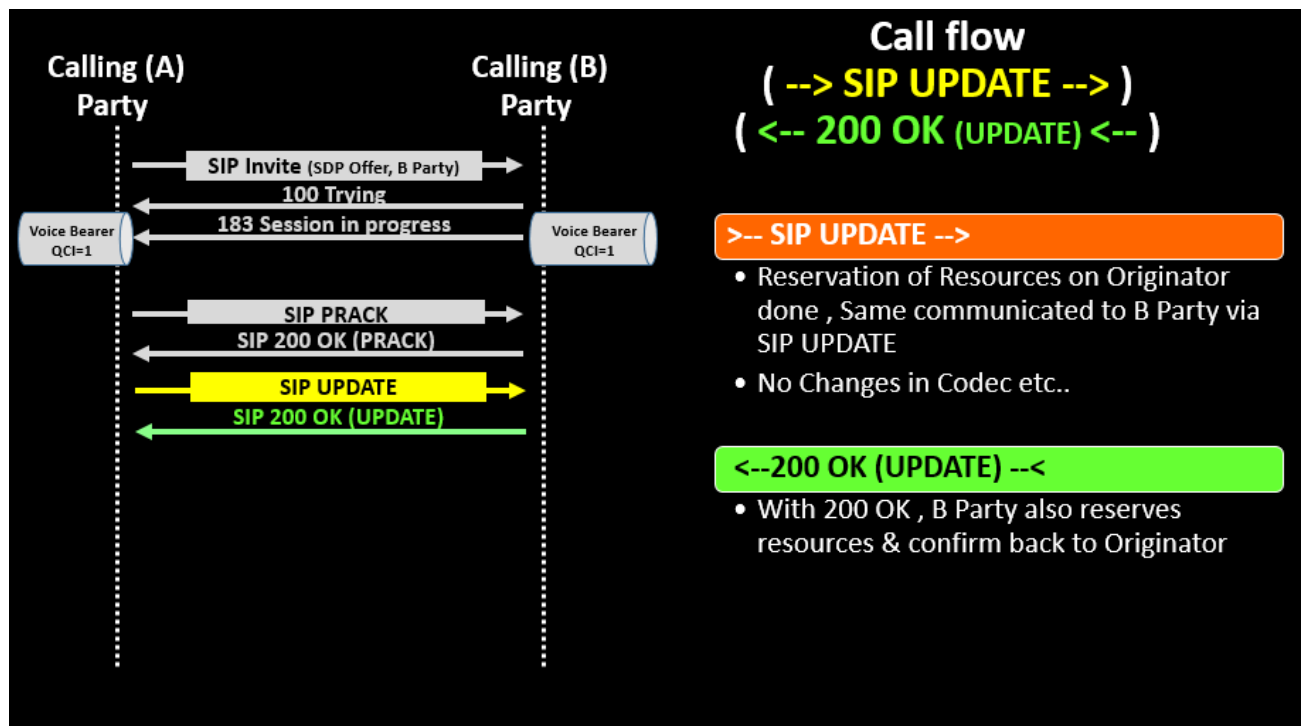 Calling (A)
Party
Calling (B)
Party
SIP Invite (SDP Offer, B Party)
100 Trying
183 Session in progress
Voice Bearer
QCI=1
Voice Bearer
QCI=1
SIP PRACK
SIP 200 OK (PRACK)
SIP UPDATE
SIP 200 OK (UPDATE)
Call flow
( --> SIP UPDATE --> )
( <-- 200 OK (UPDATE) <-- )
>-- SIP UPDATE -->
• Reservation of Resources on Originator
done , Same communicated to B Party via
SIP UPDATE
• No Changes in Codec etc..
<--200 OK (UPDATE) --<
• With 200 OK , B Party also reserves
resources & confirm back to Originator